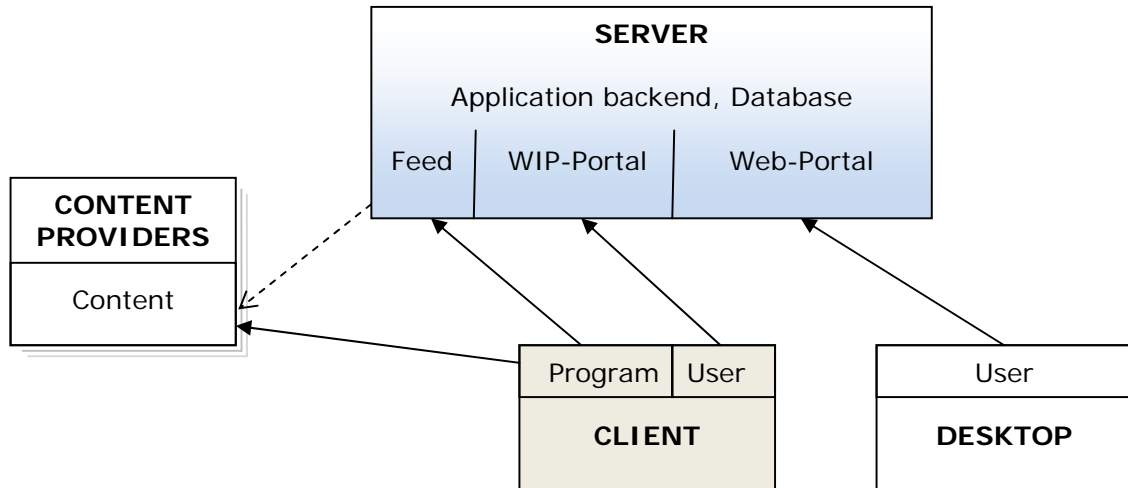 SERVER
Application backend, Database
Feed
WIP-Portal
Web-Portal
CONTENT
PROVIDERS
Content
Program
User
CLIENT
User
DESKTOP